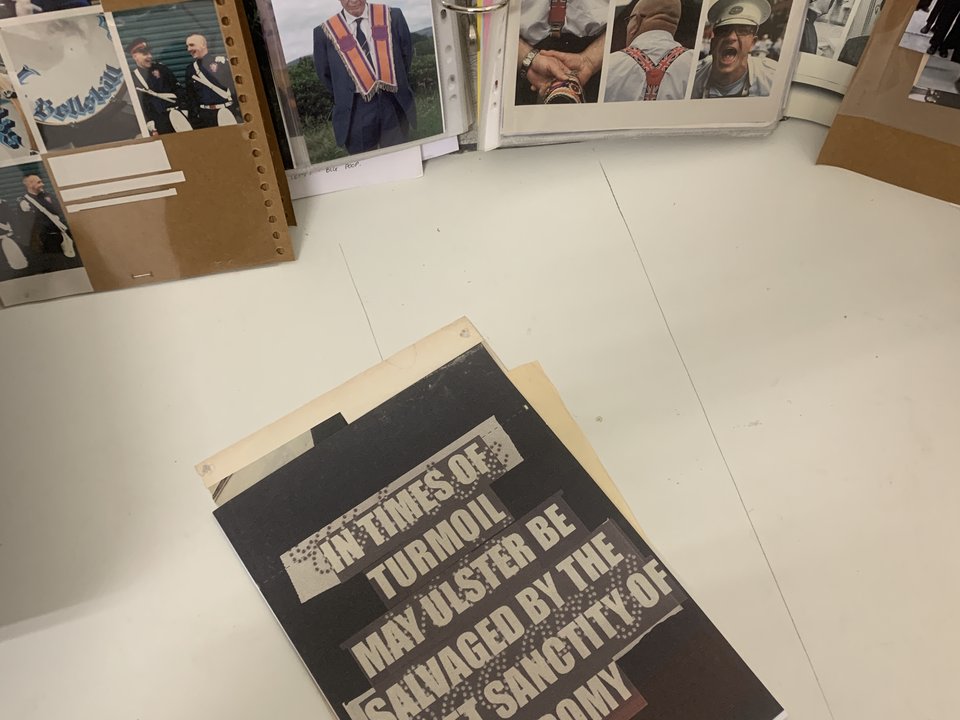 IN TIMES OF
TURMOIL
MAY ULSTER BE
SALVAGED BY THE
SANCTITY OF